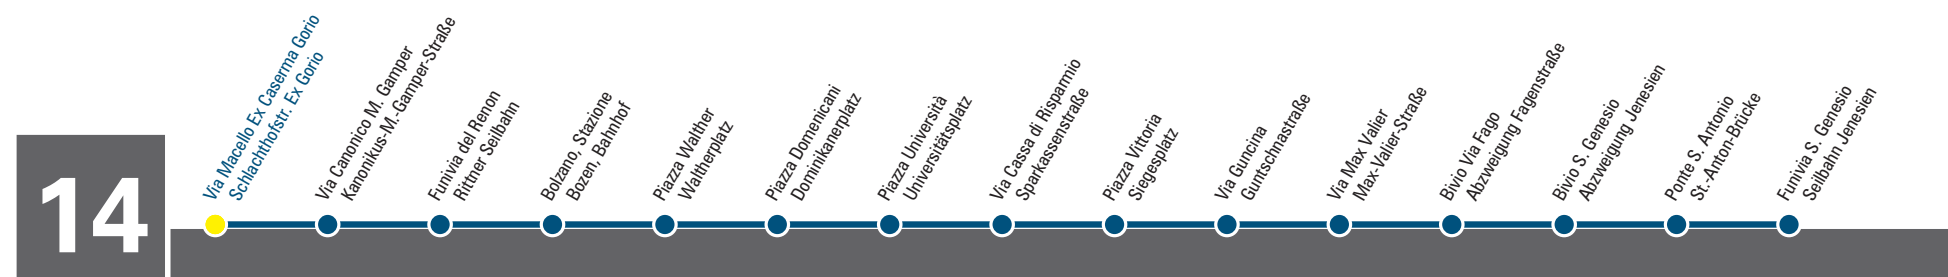 14
Via Macello Ex Caserma Gorio
Schlachthofstr. Ex Gorio
Via Canonico M. Gamper
Kanonikus-M.-Gamper-Straße
Funivia del Renon
Rittner Seilbahn
Bolzano, Stazione
Bozen, Bahnhof
Piazza Walther
Waltherplatz
Piazza Domenicani
Dominikanerplatz
Piazza Università
Universitätsplatz
Via Cassa di Risparmio
Sparkassenstraße
Piazza Vittoria
Siegesplatz
Via Guncina
Guntschnastraße
Via Max Valier
Max-Valier-Straße
Bivio Via Fago
Abzweigung Fagenstraße
Bivio S. Genesio
Abzweigung Jenesien
Ponte S. Antonio
St.-Anton-Brücke
Funivia S. Genesio
Seilbahn Jenesien